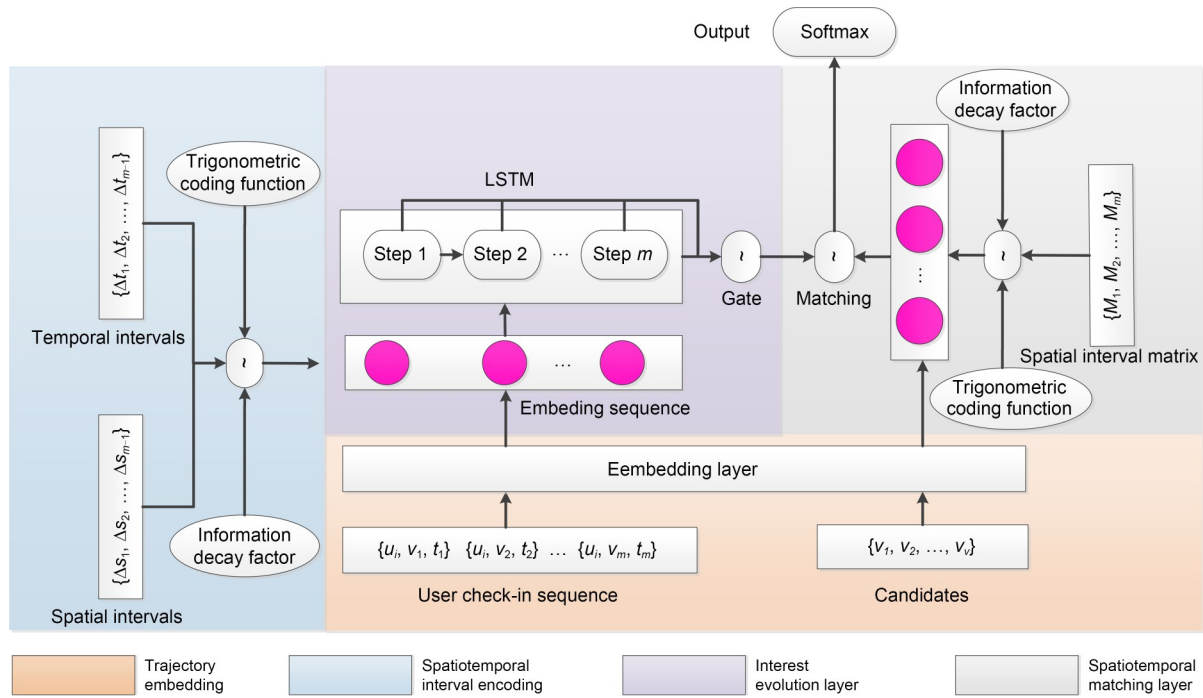 Output
Softmax
Information
decay factor
Trigonometric
coding function
{Δt1, Δt2, …, Δtm-1}
Temporal intervals
LSTM
Step 1
Step 2
…
Step m
~
Gate
~
Matching
…
~
{M1, M2, …, Mm}
Spatial interval matrix
Trigonometric
coding function
~
…
Embeding sequence
{Δs1, Δs2, …, Δsm-1}
Spatial intervals
Information
decay factor
Eembedding layer
{ui, v1, t1} {ui, v2, t2} … {ui, vm, tm}
User check-in sequence
{v1, v2, …, vv}
Candidates
Trajectory
embedding
Spatiotemporal
interval encoding
Interest
evolution layer
Spatiotemporal
matching layer